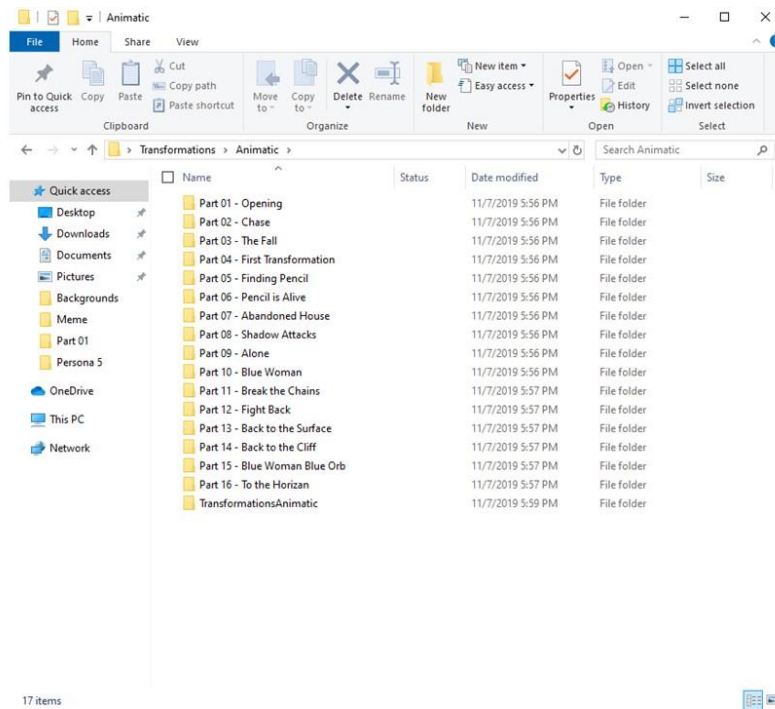 Animatic
File Home Share View
Pin to Quick access
Copy
Paste
Cut
Copy path
Paste shortcut
Clipboard
Move to
Copy to
Delete
Rename
Organize
New folder
New item
Easy access
New
Properties
Open
Edit
History
Open
Select all
Select none
Invert selection
Select
Transformations > Animatic >
Search Animatic
Quick access
Desktop
Downloads
Documents
Pictures
Backgrounds
Meme
Part 01
Persona 5
OneDrive
This PC
Network
Name Status Date modified Type Size
Part 01 - Opening 11/7/2019 5:56 PM File folder
Part 02 - Chase 11/7/2019 5:56 PM File folder
Part 03 - The Fall 11/7/2019 5:56 PM File folder
Part 04 - First Transformation 11/7/2019 5:56 PM File folder
Part 05 - Finding Pencil 11/7/2019 5:56 PM File folder
Part 06 - Pencil is Alive 11/7/2019 5:56 PM File folder
Part 07 - Abandoned House 11/7/2019 5:56 PM File folder
Part 08 - Shadow Attacks 11/7/2019 5:56 PM File folder
Part 09 - Alone 11/7/2019 5:56 PM File folder
Part 10 - Blue Woman 11/7/2019 5:56 PM File folder
Part 11 - Break the Chains 11/7/2019 5:57 PM File folder
Part 12 - Fight Back 11/7/2019 5:57 PM File folder
Part 13 - Back to the Surface 11/7/2019 5:57 PM File folder
Part 14 - Back to the Cliff 11/7/2019 5:57 PM File folder
Part 15 - Blue Woman Blue Orb 11/7/2019 5:57 PM File folder
Part 16 - To the Horizan 11/7/2019 5:57 PM File folder
TransformationsAnimatic 11/7/2019 5:59 PM File folder
17 items